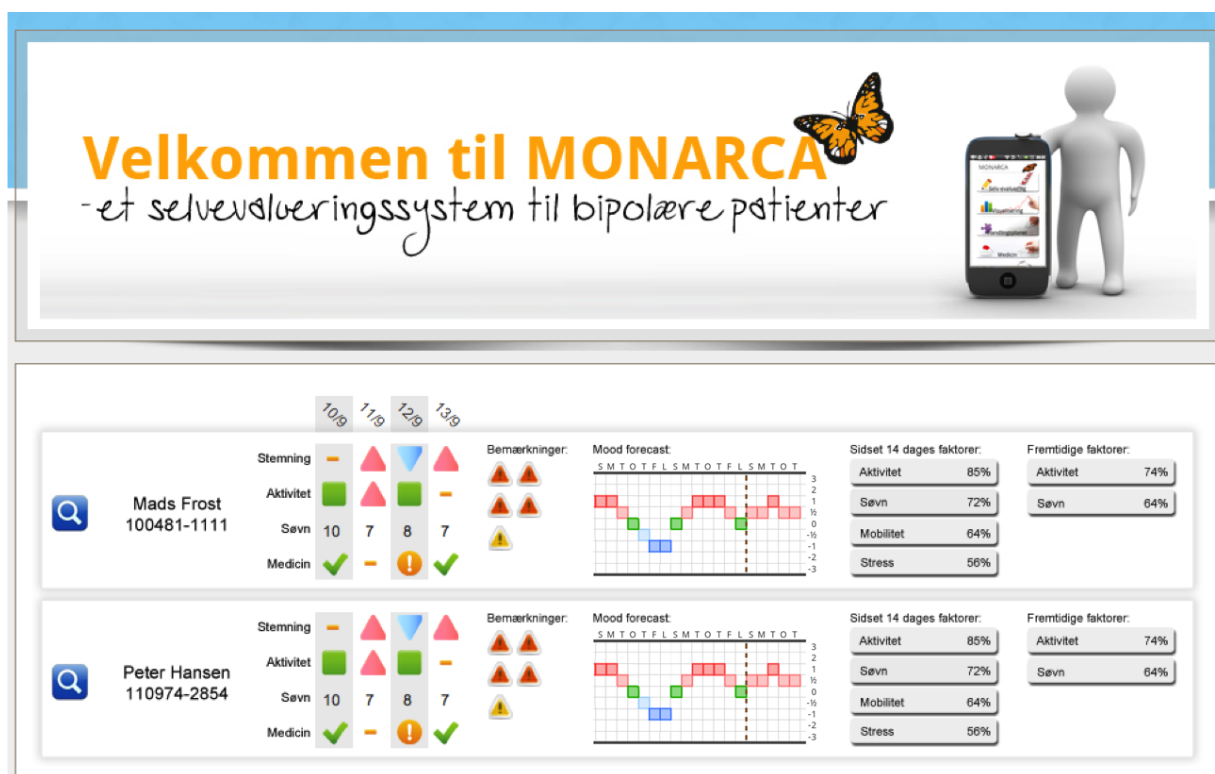 Velkommen til MONARCA
-et selvevalueringssystem til bipolære patienter
MONARCA
Selv-evaluering
Visualisering
Handlingsplaner
Medicin
10/9 11/9 12/9 13/9
Mads Frost
100481-1111
Stemning
Aktivitet
Søvn 10 7 8 7
Medicin
Bemærkninger:
Mood forecast:
S M T O T F L S M T O T F L S M T O T
3
2
1
½
0
-½
-1
-2
-3
Sidset 14 dages faktorer:
Aktivitet 85%
Søvn 72%
Mobilitet 64%
Stress 56%
Fremtidige faktorer:
Aktivitet 74%
Søvn 64%
Peter Hansen
110974-2854
Stemning
Aktivitet
Søvn 10 7 8 7
Medicin
Bemærkninger:
Mood forecast:
S M T O T F L S M T O T F L S M T O T
3
2
1
½
0
-½
-1
-2
-3
Sidset 14 dages faktorer:
Aktivitet 85%
Søvn 72%
Mobilitet 64%
Stress 56%
Fremtidige faktorer:
Aktivitet 74%
Søvn 64%